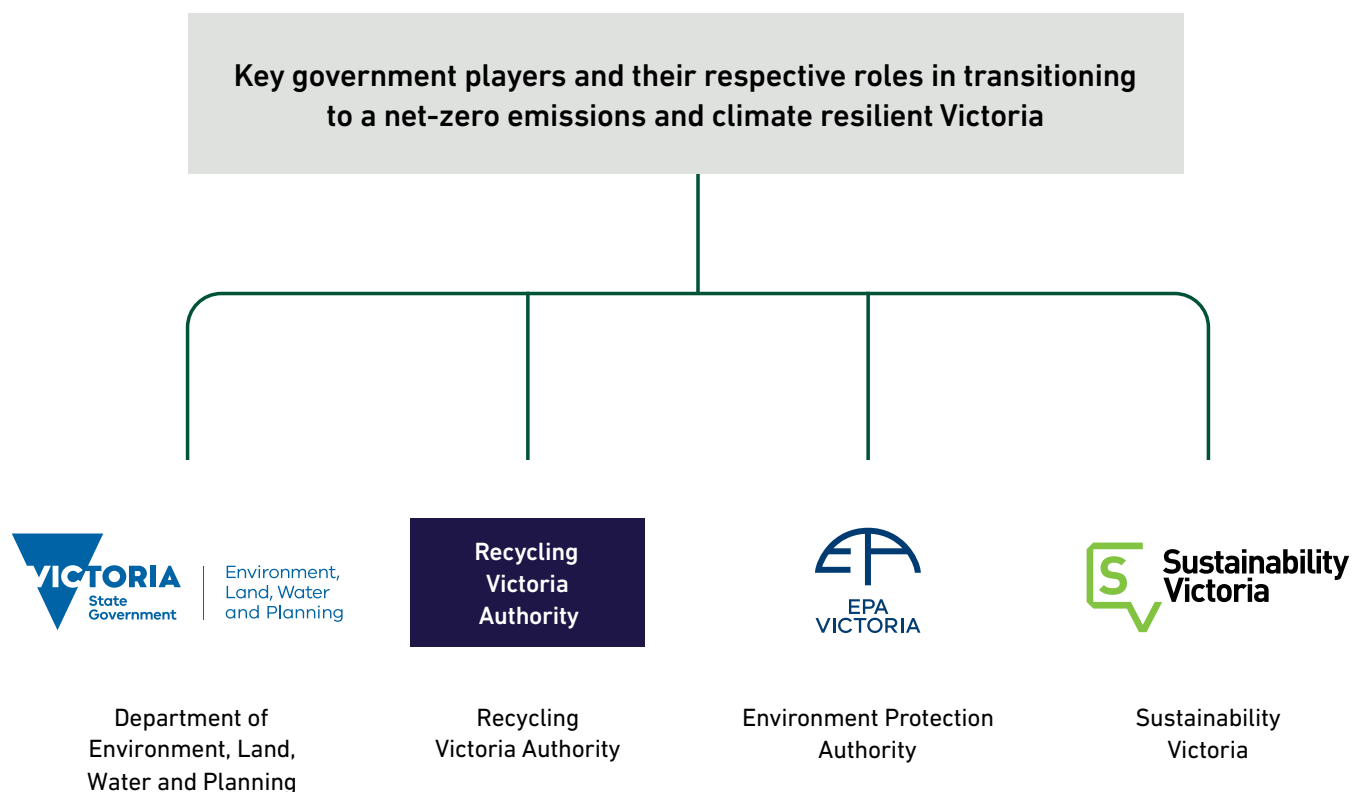 Key government players and their respective roles in transitioning
to a net-zero emissions and climate resilient Victoria
VICTORIA
State
Government
Environment,
Land, Water
and Planning
Recycling
Victoria
Authority
EPA
VICTORIA
S
V
Sustainability
Victoria
Department of
Environment, Land,
Water and Planning
Recycling
Victoria Authority
Environment Protection
Authority
Sustainability
Victoria